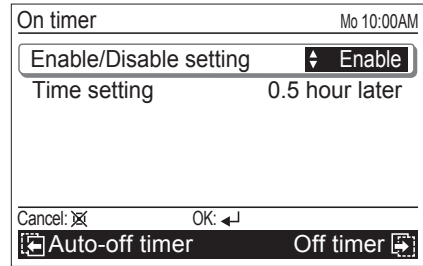 On timer Mo 10:00AM
Enable/Disable setting Enable
Time setting 0.5 hour later
Cancel: OK:
Auto-off timer Off timer